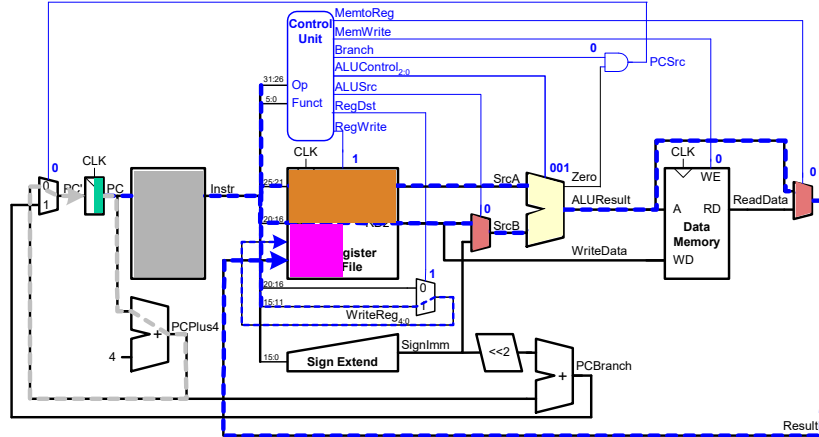 MemtoReg
Control
Unit
MemWrite
Branch
0
ALUControl2:0
PCSrc
31:26
Op
ALUSrc
5:0
Funct
RegDst
RegWrite
CLK
1
CLK
0
CLK
0
001
0
Zero
WE
0
PC'
PC
Instr
25:21
SrcA
ALUResult
ReadData
1
A
RD
20:16
0
SrcB
Data
Memory
WriteData
WD
gister
File
1
20:16
0
15:11
WriteReg4:0
PCPlus4
+
4
SignImm
<<2
15:0
Sign Extend
PCBranch
+
Result